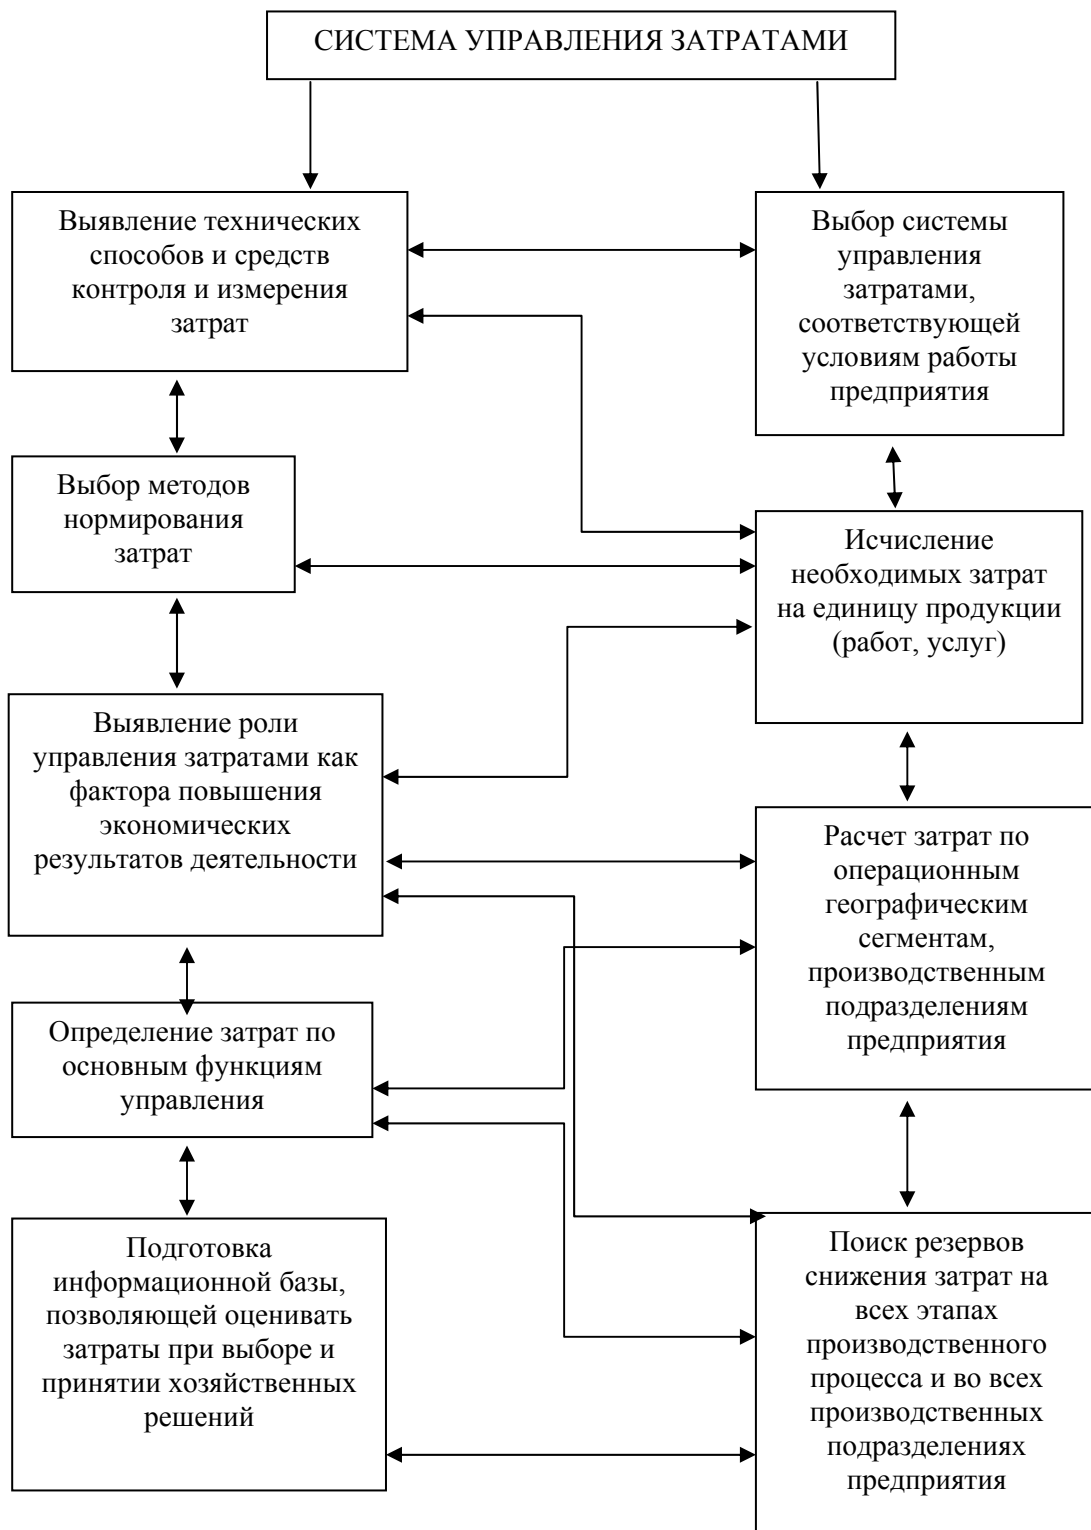 СИСТЕМА УПРАВЛЕНИЯ ЗАТРАТАМИ
Выявление технических
способов и средств
контроля и измерения
затрат
Выбор системы
управления
затратами,
соответствующей
условиям работы
предприятия
Выбор методов
нормирования
затрат
Исчисление
необходимых затрат
на единицу продукции
(работ, услуг)
Выявление роли
управления затратами как
фактора повышения
экономических
результатов деятельности
Расчет затрат по
операционным
географическим
сегментам,
производственным
подразделениям
предприятия
Определение затрат по
основным функциям
управления
Подготовка
информационной базы,
позволяющей оценивать
затраты при выборе и
принятии хозяйственных
решений
Поиск резервов
снижения затрат на
всех этапах
производственного
процесса и во всех
производственных
подразделениях
предприятия